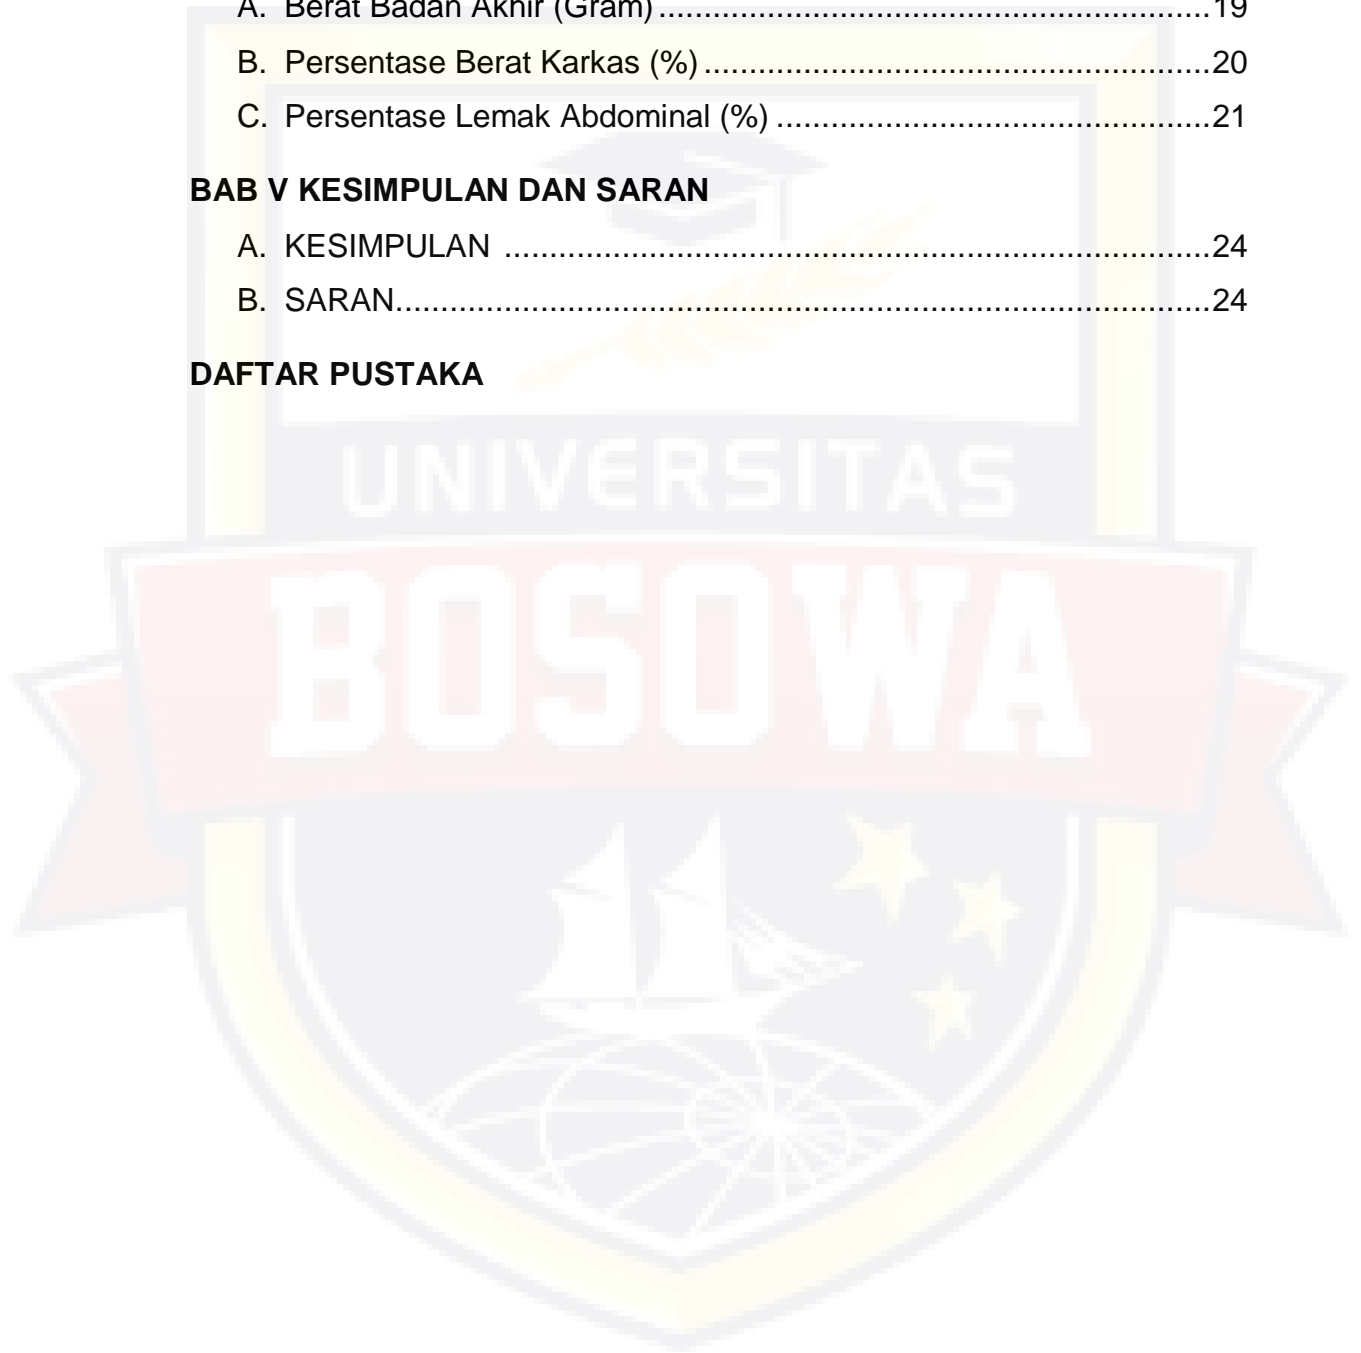 A. Berat Badan Akhir (Gram)..............................................................19
B. Persentase Berat Karkas (%).........................................................20
C. Persentase Lemak Abdominal (%)................................................21
BAB V KESIMPULAN DAN SARAN
A. KESIMPULAN ...............................................................................24
B. SARAN...........................................................................................24
DAFTAR PUSTAKA
UNIVERSITAS
BOSOWA